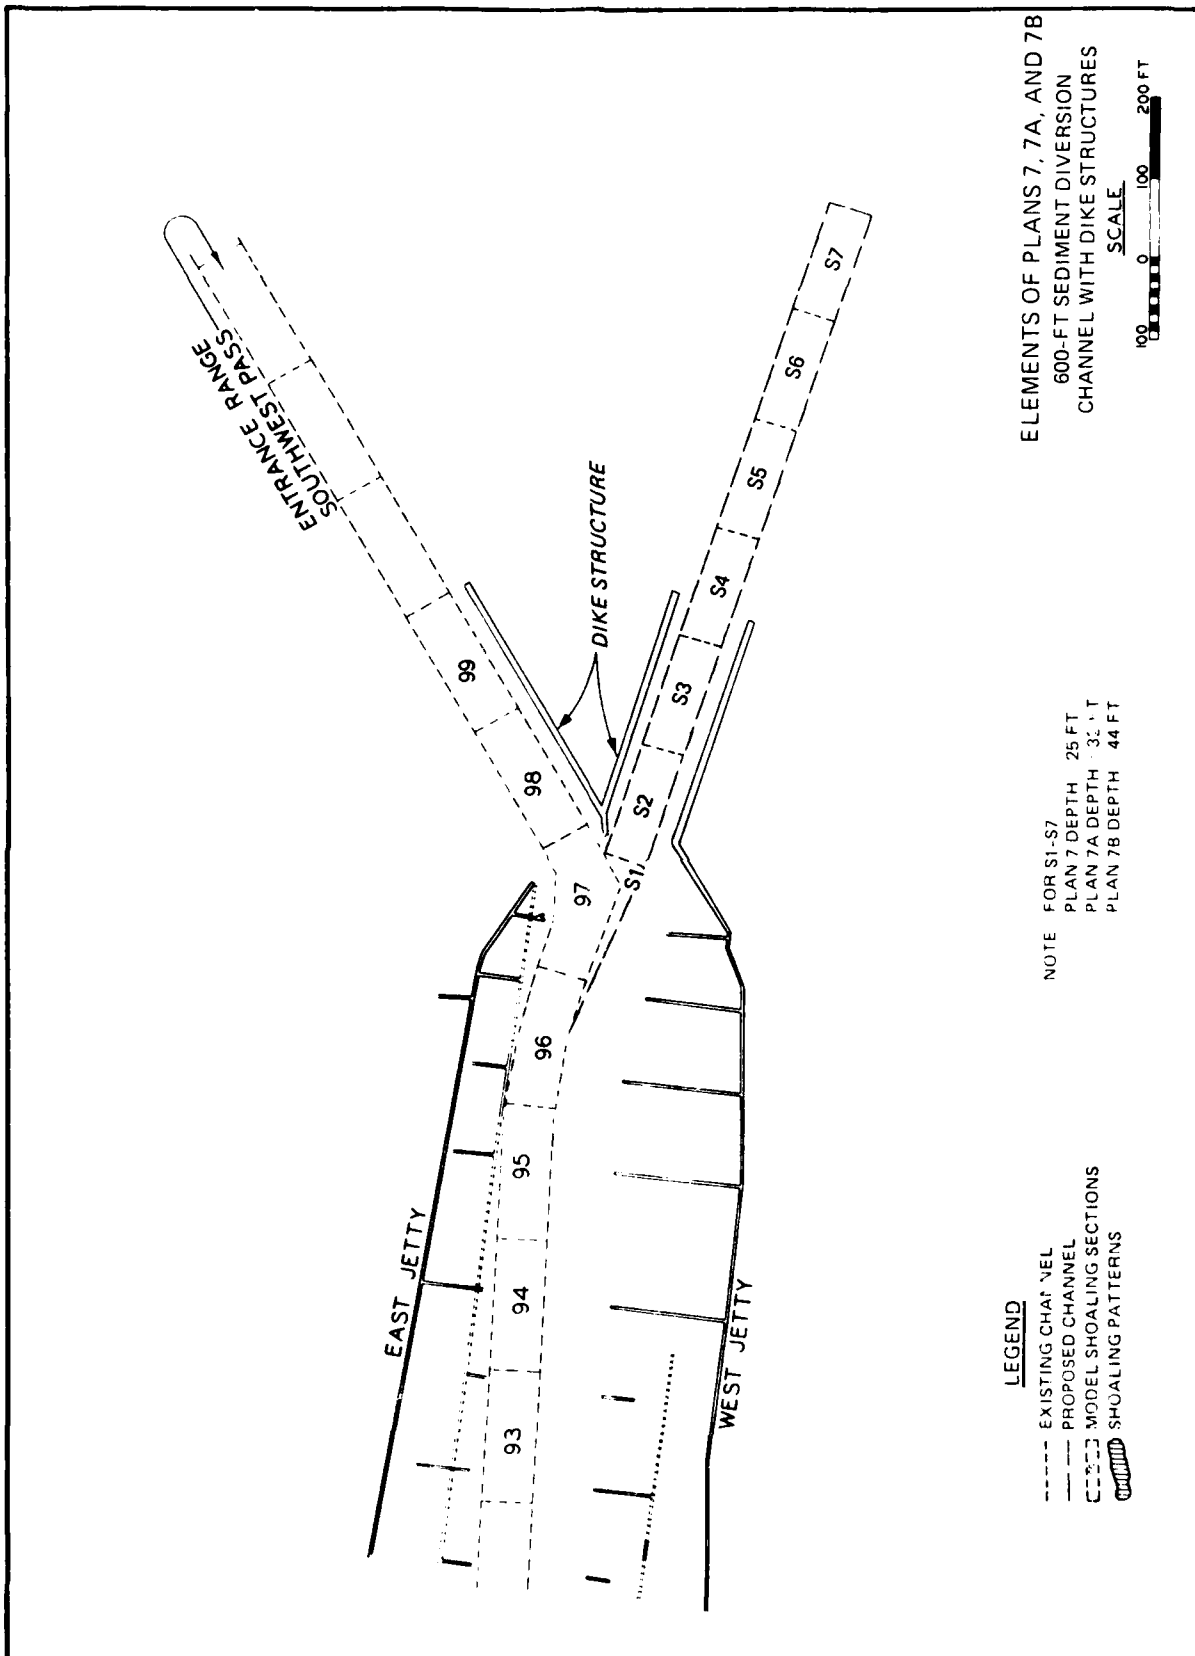 ENTRANCE RANGE
SOUTHWEST PASS
DIKE STRUCTURE
EAST JETTY
WEST JETTY
93
94
95
96
97
98
99
S1
S2
S3
S4
S5
S6
S7
LEGEND
EXISTING CHANNEL
PROPOSED CHANNEL
MODEL SHOALING SECTIONS
SHOALING PATTERNS
NOTE FOR S1-S7
PLAN 7 DEPTH 25 FT
PLAN 7A DEPTH
PLAN 7B DEPTH 44 FT
ELEMENTS OF PLANS 7, 7A, AND 7B
600-FT SEDIMENT DIVERSION
CHANNEL WITH DIKE STRUCTURES
SCALE
100 0 100 200 FT